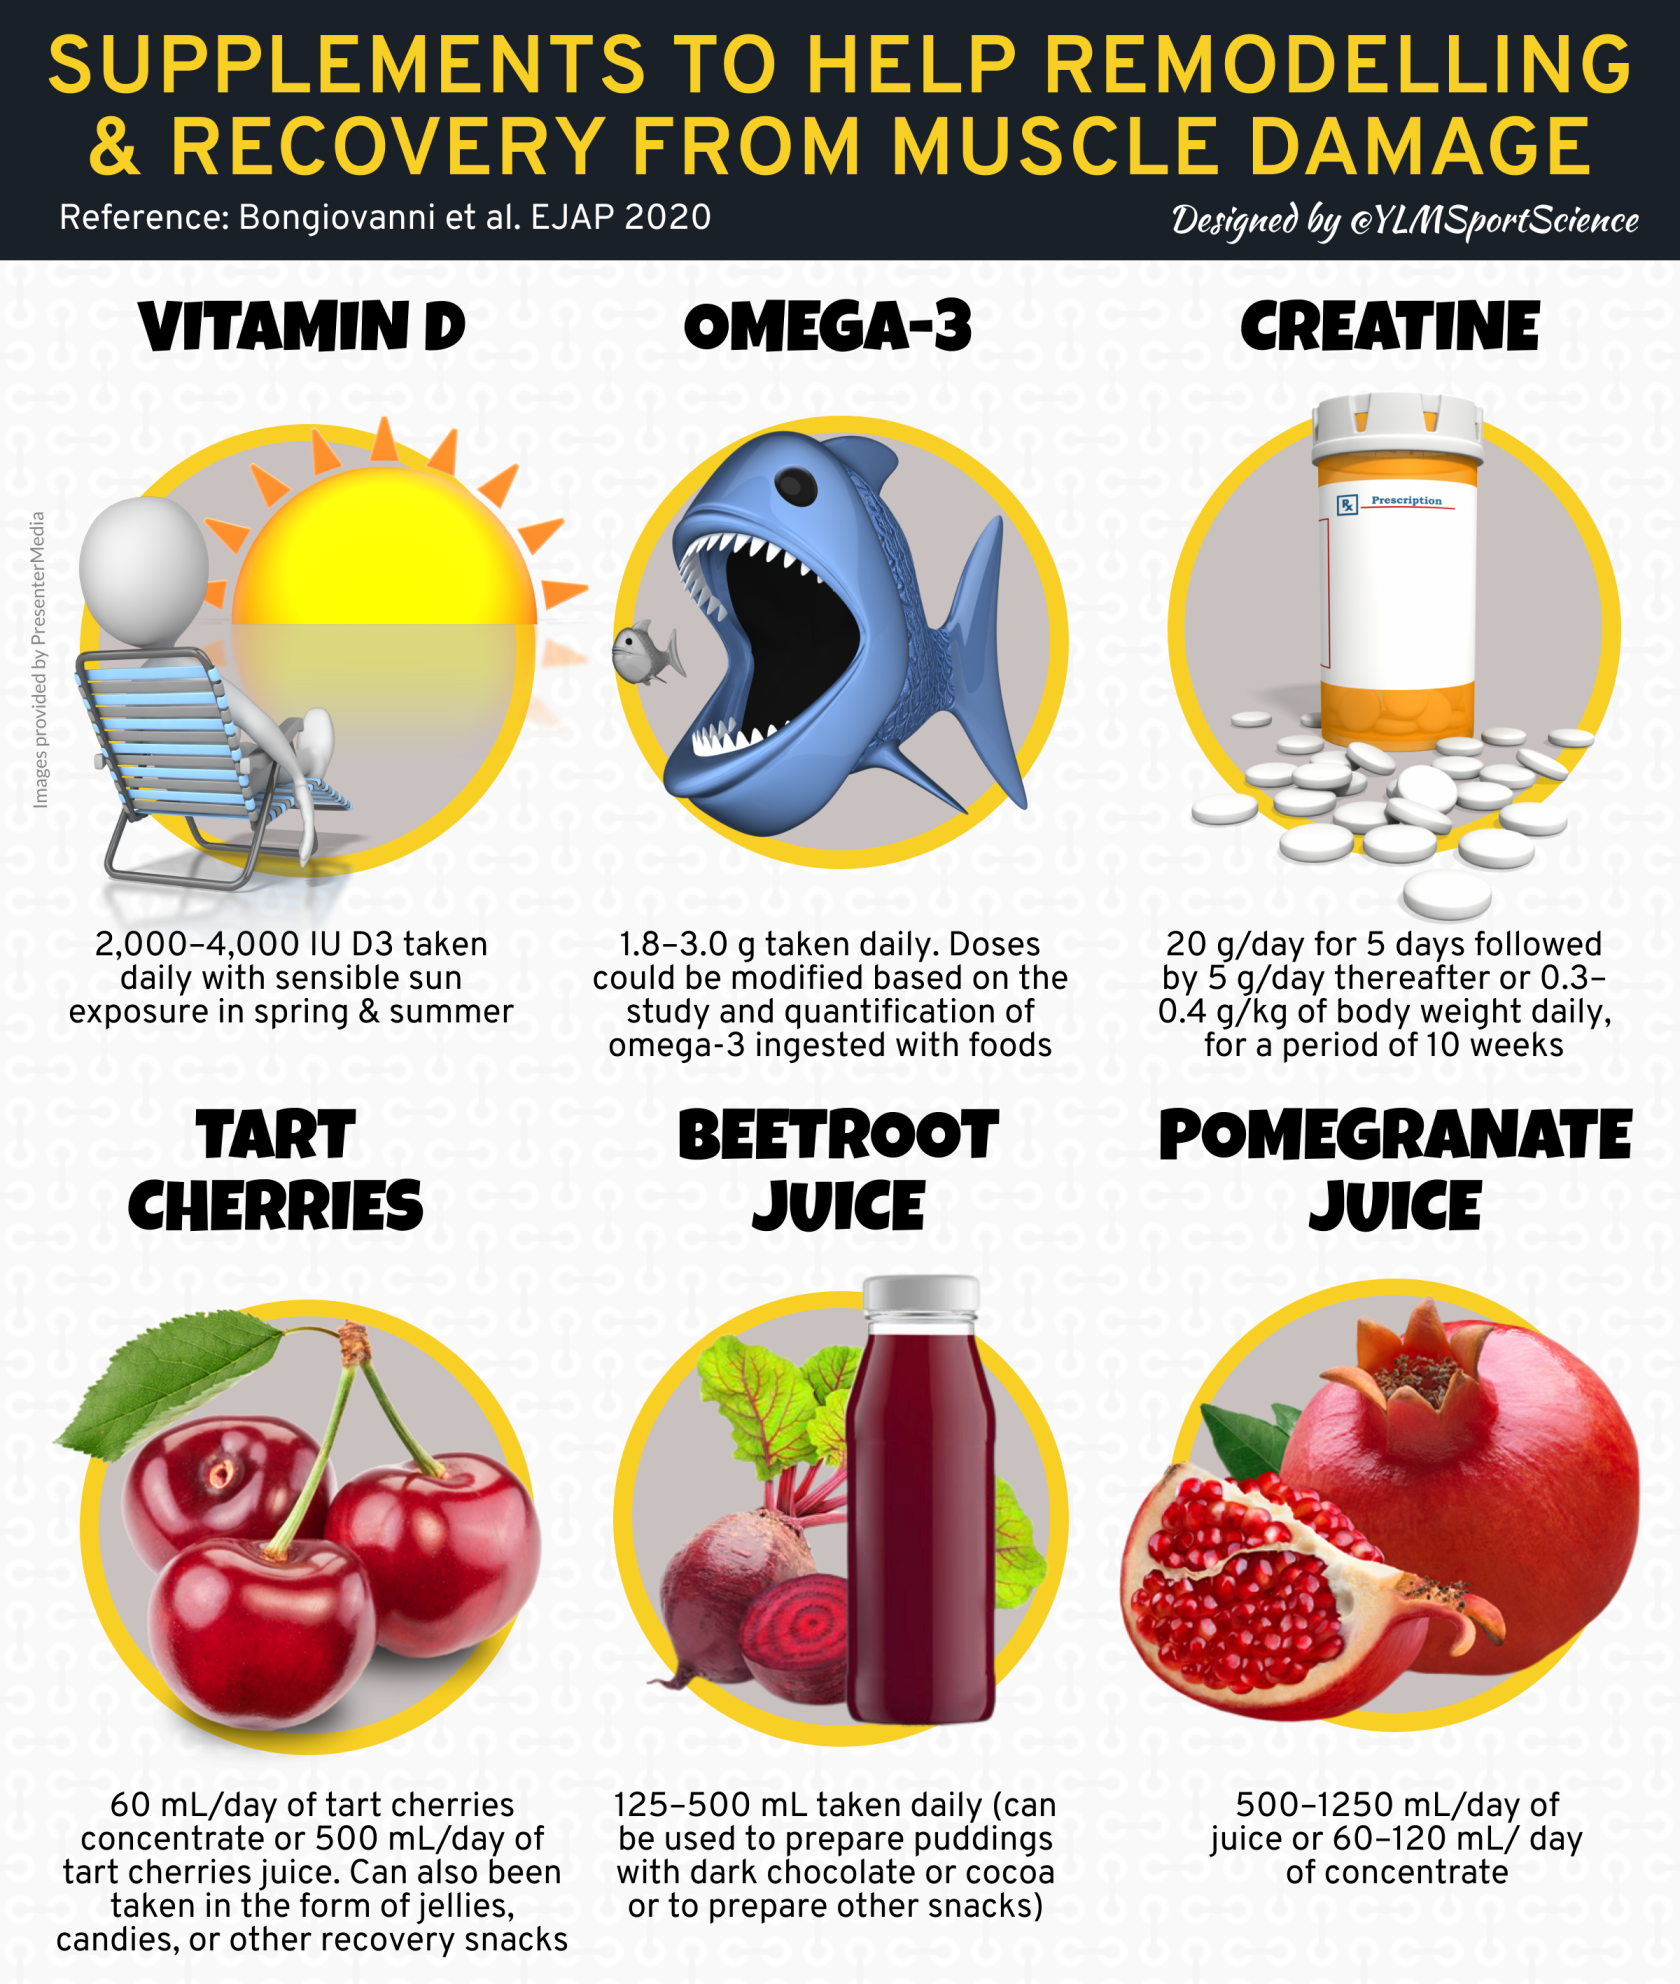 SUPPLEMENTS TO HELP REMODELLING
& RECOVERY FROM MUSCLE DAMAGE
Reference: Bongiovanni et al. EJAP 2020
Designed by @YLMSportScience
VITAMIN D
Images provided by PresenterMedia
2,000–4,000 IU D3 taken
daily with sensible sun
exposure in spring & summer
OMEGA-3
1.8–3.0 g taken daily. Doses
could be modified based on the
study and quantification of
omega-3 ingested with foods
CREATINE
Rx Prescription
20 g/day for 5 days followed
by 5 g/day thereafter or 0.3–
0.4 g/kg of body weight daily,
for a period of 10 weeks
TART
CHERRIES
60 mL/day of tart cherries
concentrate or 500 mL/day of
tart cherries juice. Can also been
taken in the form of jellies,
candies, or other recovery snacks
BEETROOT
JUICE
125–500 mL taken daily (can
be used to prepare puddings
with dark chocolate or cocoa
or to prepare other snacks)
POMEGRANATE
JUICE
500–1250 mL/day of
juice or 60–120 mL/ day
of concentrate